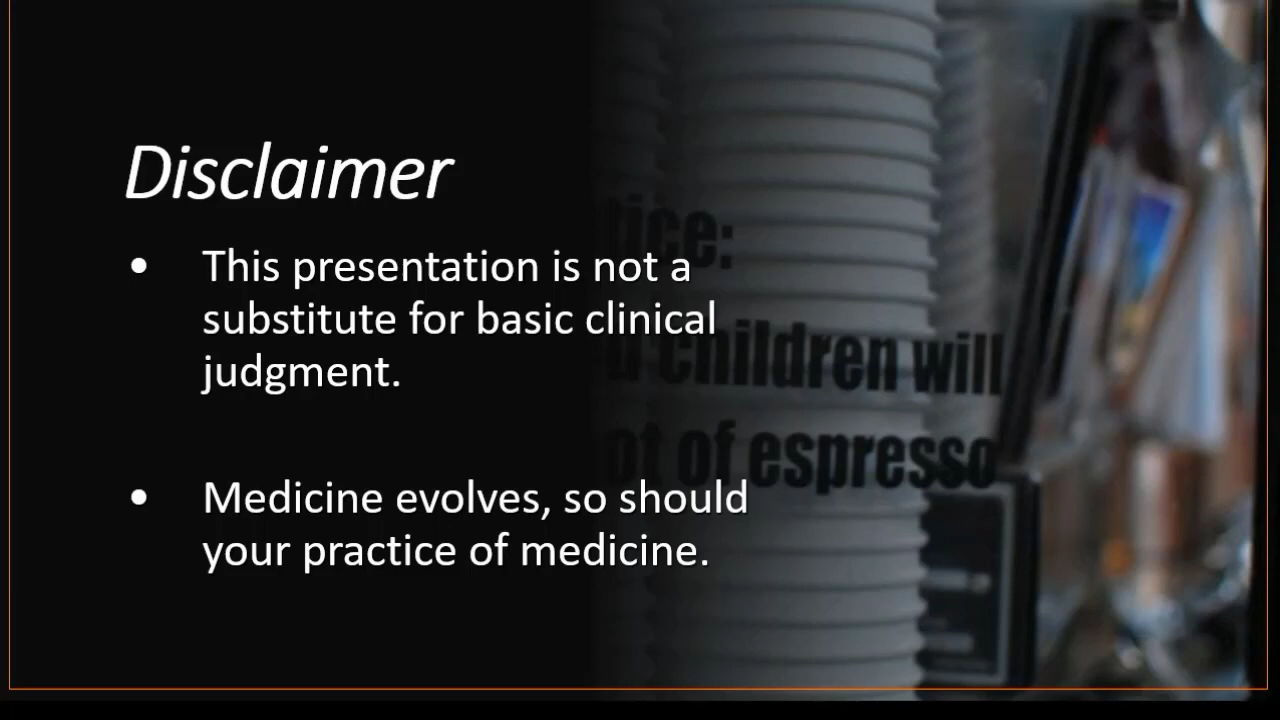 Disclaimer
• This presentation is not a
substitute for basic clinical
judgment.
• Medicine evolves, so should
your practice of medicine.
children will
of espresso